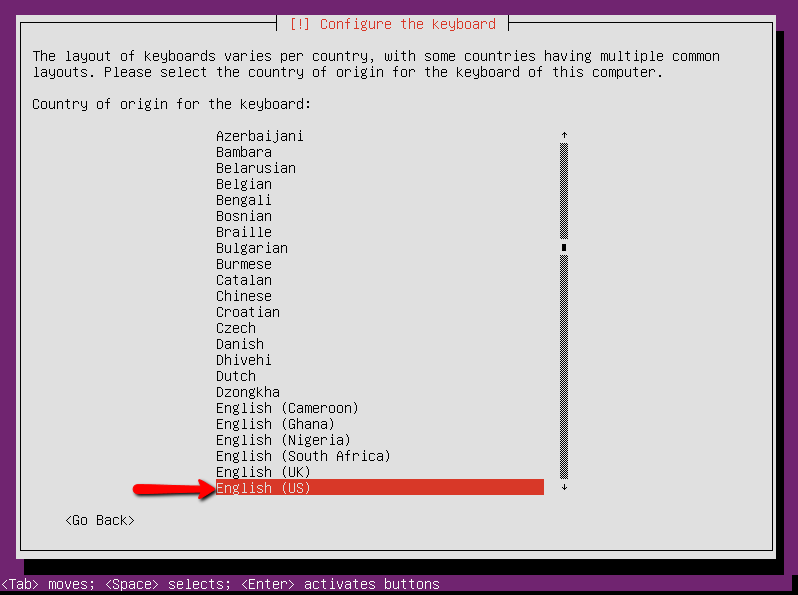 [!] Configure the keyboard
The layout of keyboards varies per country, with some countries having multiple common
layouts. Please select the country of origin for the keyboard of this computer.
Country of origin for the keyboard:
Azerbaijani
Bambara
Belarusian
Belgian
Bengali
Bosnian
Braille
Bulgarian
Burmese
Catalan
Chinese
Croatian
Czech
Danish
Dhivehi
Dutch
Dzongkha
English (Cameroon)
English (Ghana)
English (Nigeria)
English (South Africa)
English (UK)
English (US)
<Go Back>
<Tab> moves; <Space> selects; <Enter> activates buttons